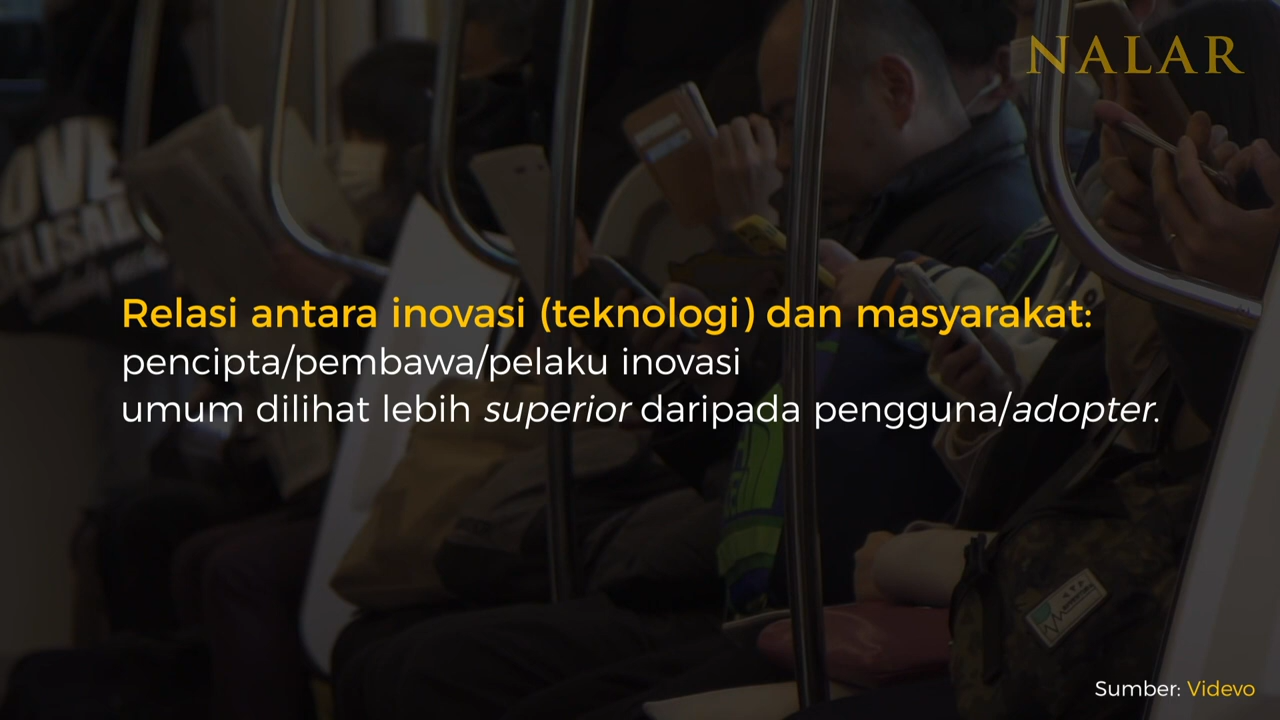 NALAR
Relasi antara inovasi (teknologi) dan masyarakat:
pencipta/pembawa/pelaku inovasi
umum dilihat lebih superior daripada pengguna/adopter.
Sumber: Videvo